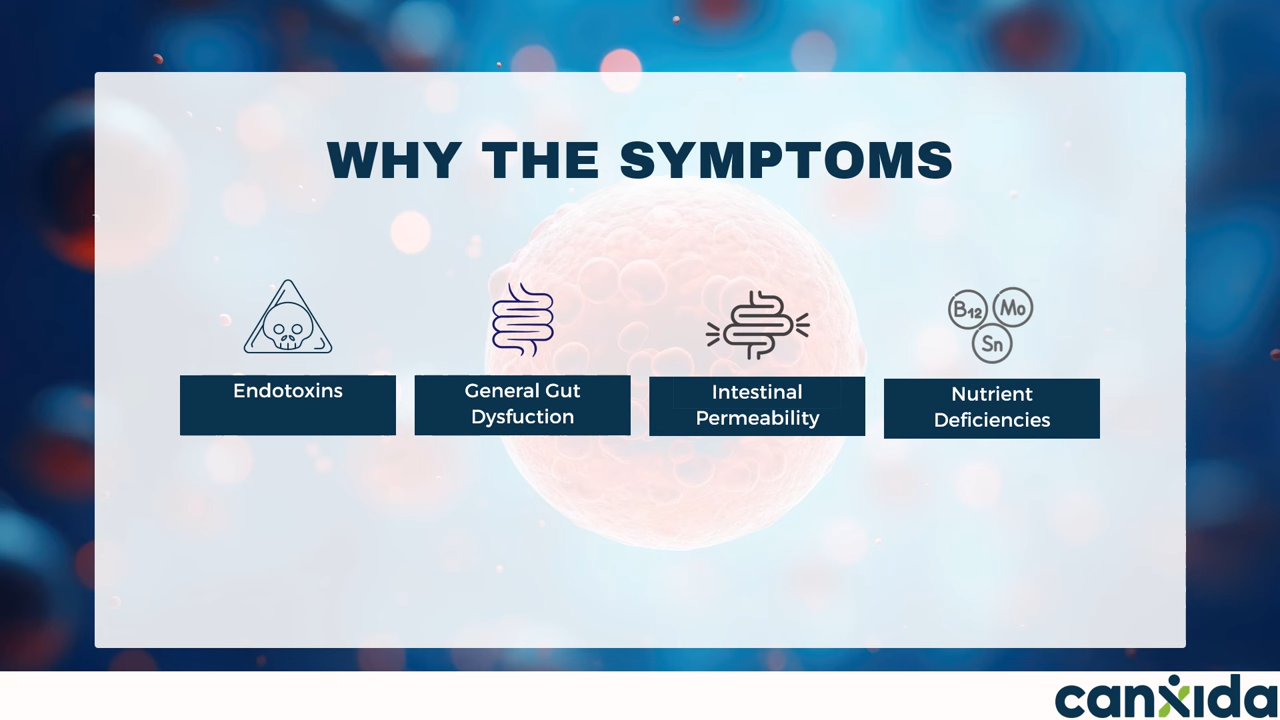 WHY THE SYMPTOMS
B12 Mo
Sn
Endotoxins
General Gut
Dysfuction
Intestinal
Permeability
Nutrient
Deficiencies
canxida